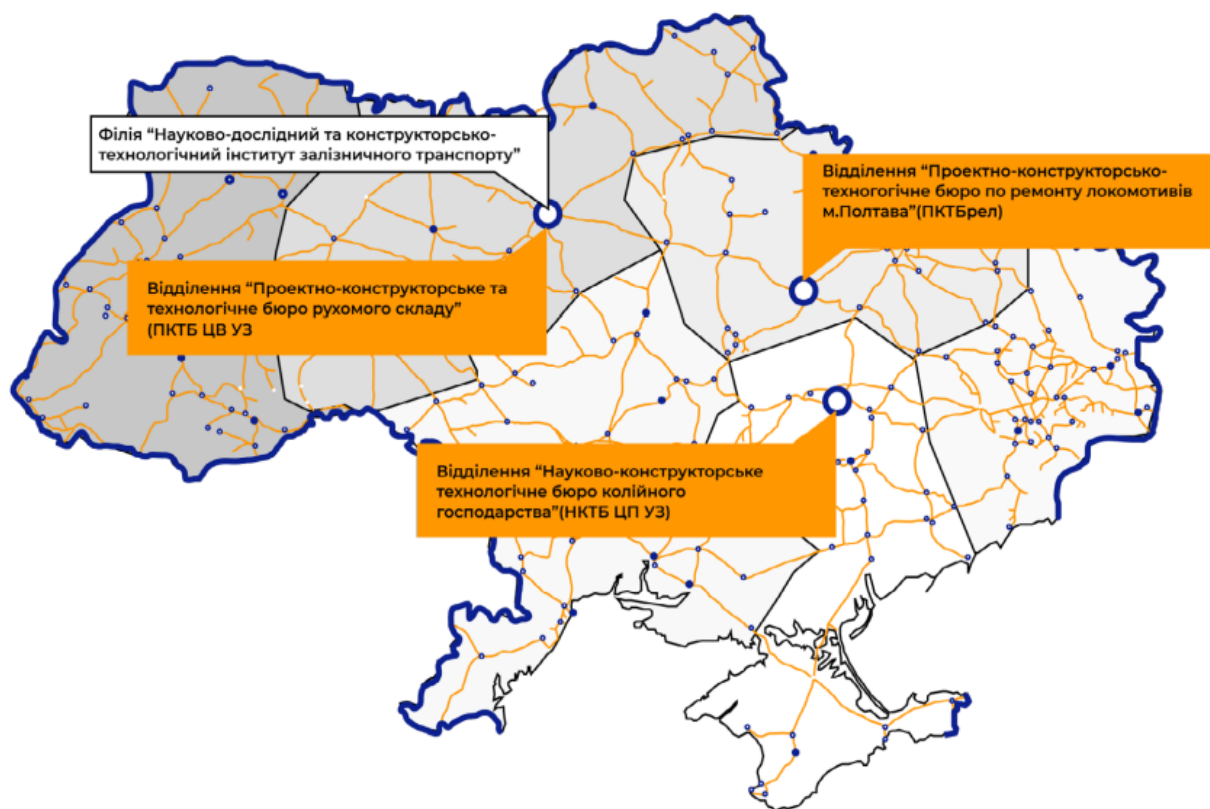 Філія “Науково-дослідний та конструкторсько-
технологічний інститут залізничного транспорту”
Відділення “Проектно-конструкторсько-
техногогічне бюро по ремонту локомотивів
м.Полтава”(ПКТБрел)
Відділення “Проектно-конструкторське та
технологічне бюро рухомого складу”
(ПКТБ ЦВ УЗ
Відділення “Науково-конструкторське
технологічне бюро колійного
господарства”(НКТБ ЦП УЗ)